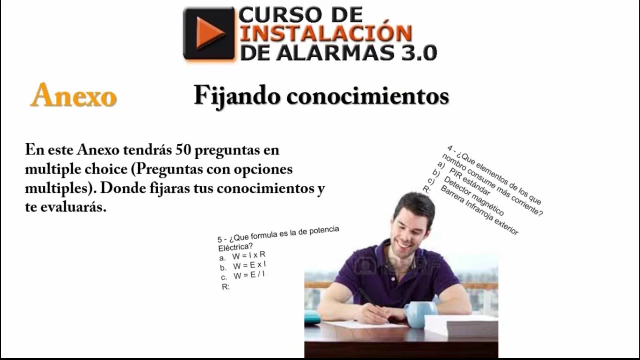 CURSO DE
INSTALACIÓN
DE ALARMAS 3.0
Anexo
Fijando conocimientos
En este Anexo tendrás 50 preguntas en
multiple choice (Preguntas con opciones
multiples). Donde fijaras tus conocimientos y
te evaluarás.
4 - ¿Que elementos de los que
nombro consume más corriente?
a) PIR estándar
b) Detector magnético
c) Barrera Infrarroja exterior
R:
5 - ¿Que formula es la de potencia
Eléctrica?
a. W = I x R
b. W = E x I
c. W = E / I
R: